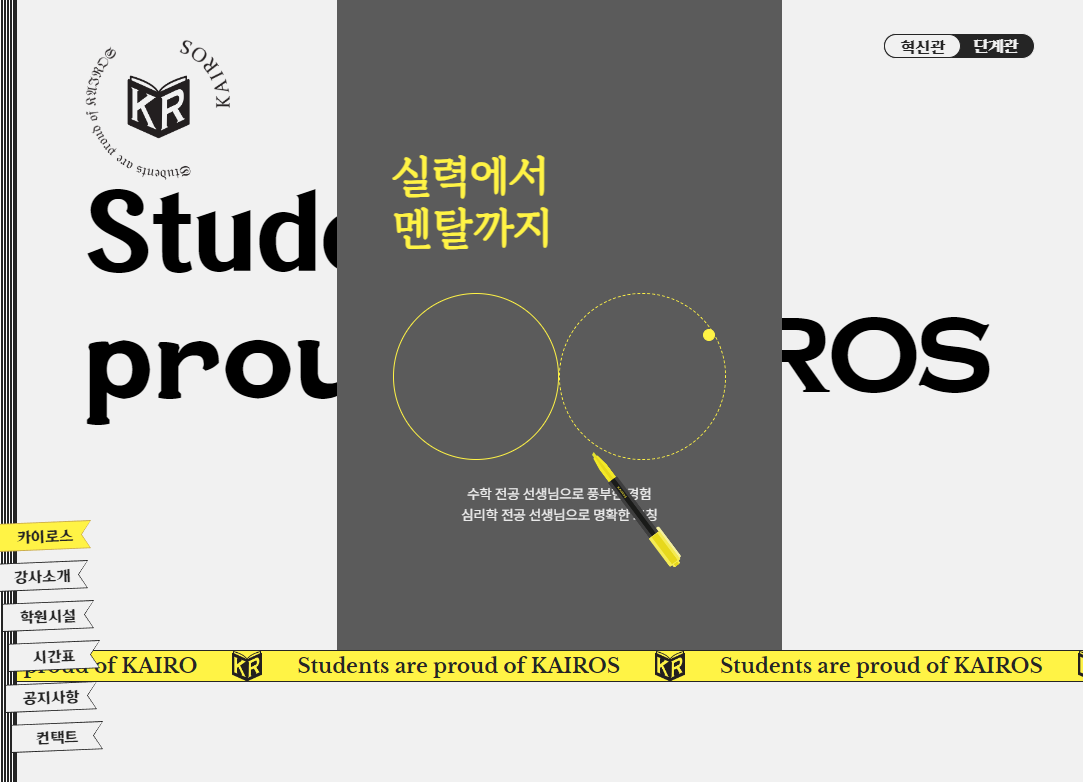 KAIROS
Students are proud of KAIROS
KR
혁신관
단계관
실력에서
멘탈까지
Stude
prou
ROS
수학 전공 선생님으로 풍부한 경험
심리학 전공 선생님으로 명확한
카이로스
강사소개
학원시설
시간표
공지사항
컨택트
proud of KAIRO
KR
Students are proud of KAIROS
KR
Students are proud of KAIROS